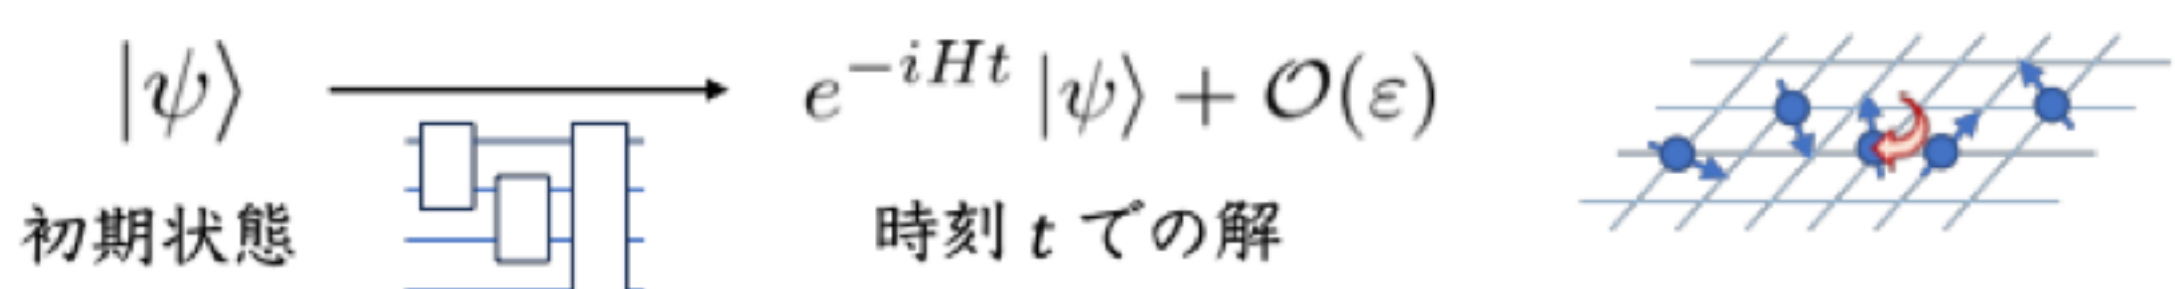 |ψ⟩ e^{-iHt} |ψ⟩ + 𝒪(ε)
初期状態 時刻 t での解